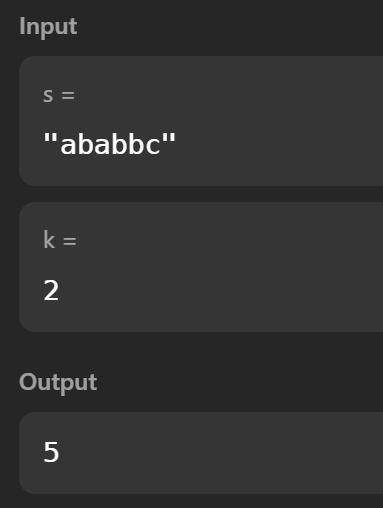 Input
s =
"ababbc"
k =
2
Output
5